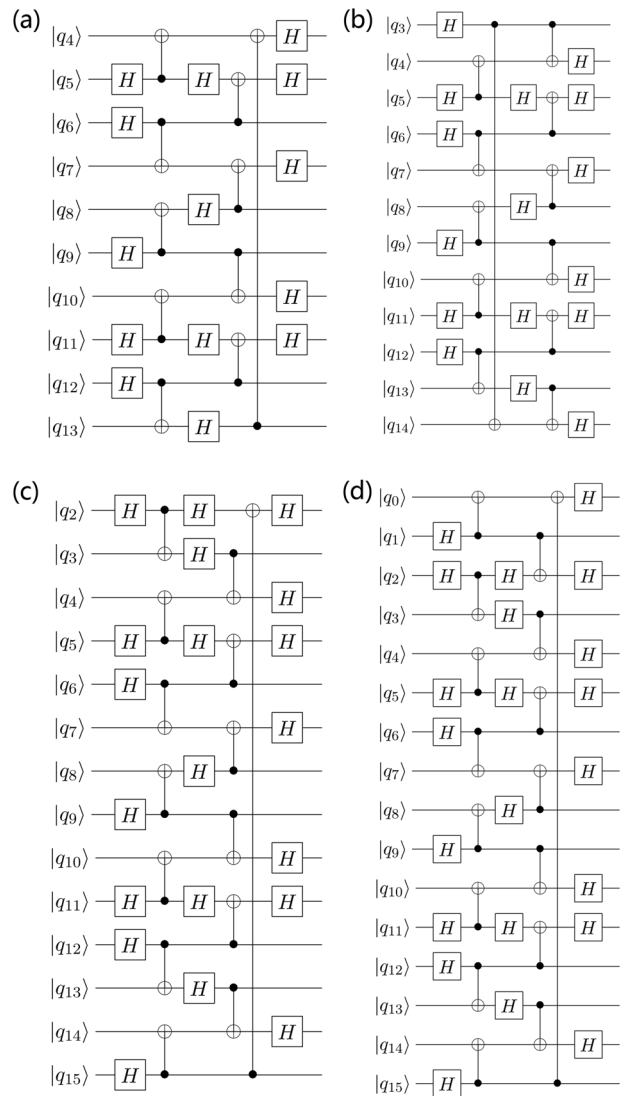 (a)
|q₄⟩ H
|q₅⟩ H H H
|q₆⟩ H
|q₇⟩ H
|q₈⟩ H
|q₉⟩ H
|q₁₀⟩ H
|q₁₁⟩ H H H
|q₁₂⟩ H
|q₁₃⟩ H
(b)
|q₃⟩ H
|q₄⟩ H
|q₅⟩ H H H
|q₆⟩ H
|q₇⟩ H
|q₈⟩ H
|q₉⟩ H
|q₁₀⟩ H
|q₁₁⟩ H H H
|q₁₂⟩ H
|q₁₃⟩ H
|q₁₄⟩ H
(c)
|q₂⟩ H H H
|q₃⟩ H
|q₄⟩ H
|q₅⟩ H H H
|q₆⟩ H
|q₇⟩ H
|q₈⟩ H
|q₉⟩ H
|q₁₀⟩ H
|q₁₁⟩ H H H
|q₁₂⟩ H
|q₁₃⟩ H
|q₁₄⟩ H
|q₁₅⟩ H
(d)
|q₀⟩ H
|q₁⟩ H
|q₂⟩ H H H
|q₃⟩ H
|q₄⟩ H
|q₅⟩ H H H
|q₆⟩ H
|q₇⟩ H
|q₈⟩ H
|q₉⟩ H
|q₁₀⟩ H
|q₁₁⟩ H H H
|q₁₂⟩ H
|q₁₃⟩ H
|q₁₄⟩ H
|q₁₅⟩ H